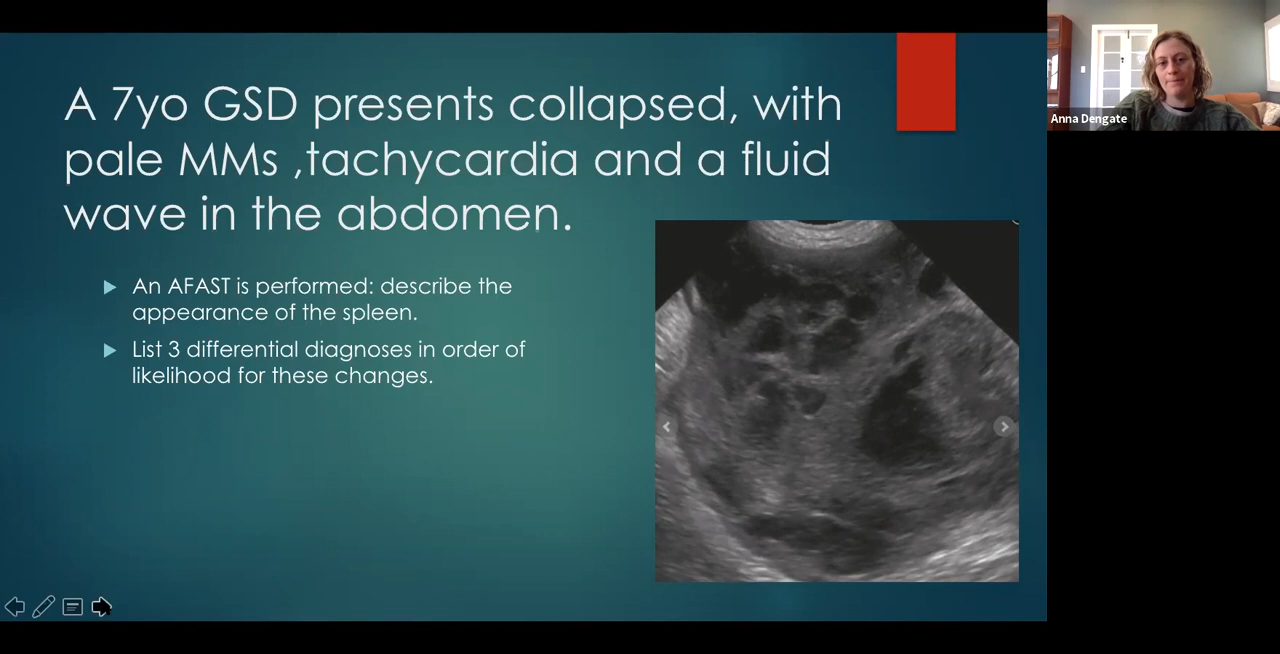 A 7yo GSD presents collapsed, with
pale MMs ,tachycardia and a fluid
wave in the abdomen.
An AFAST is performed: describe the
appearance of the spleen.
List 3 differential diagnoses in order of
likelihood for these changes.
Anna Dengate